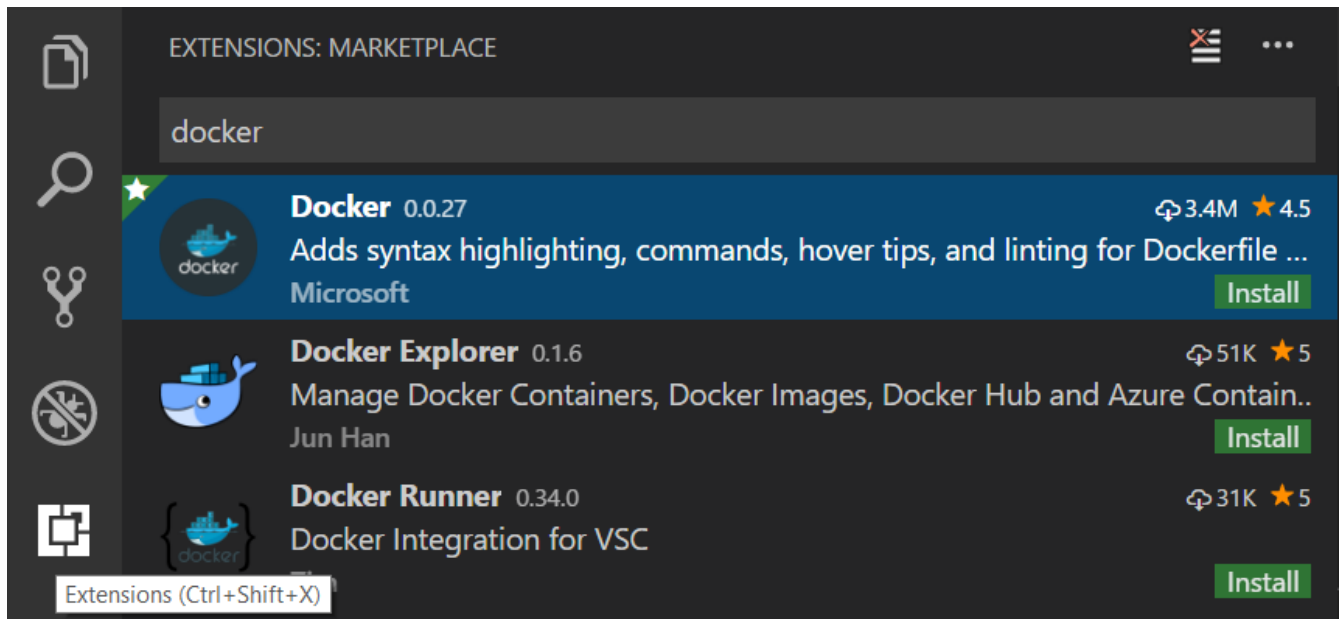 EXTENSIONS: MARKETPLACE
docker
Docker 0.0.27 3.4M 4.5
Adds syntax highlighting, commands, hover tips, and linting for Dockerfile ...
docker
Microsoft Install
Docker Explorer 0.1.6 51K 5
Manage Docker Containers, Docker Images, Docker Hub and Azure Contain..
Jun Han Install
Docker Runner 0.34.0 31K 5
Docker Integration for VSC
docker
Install
Extensions (Ctrl+Shift+X)